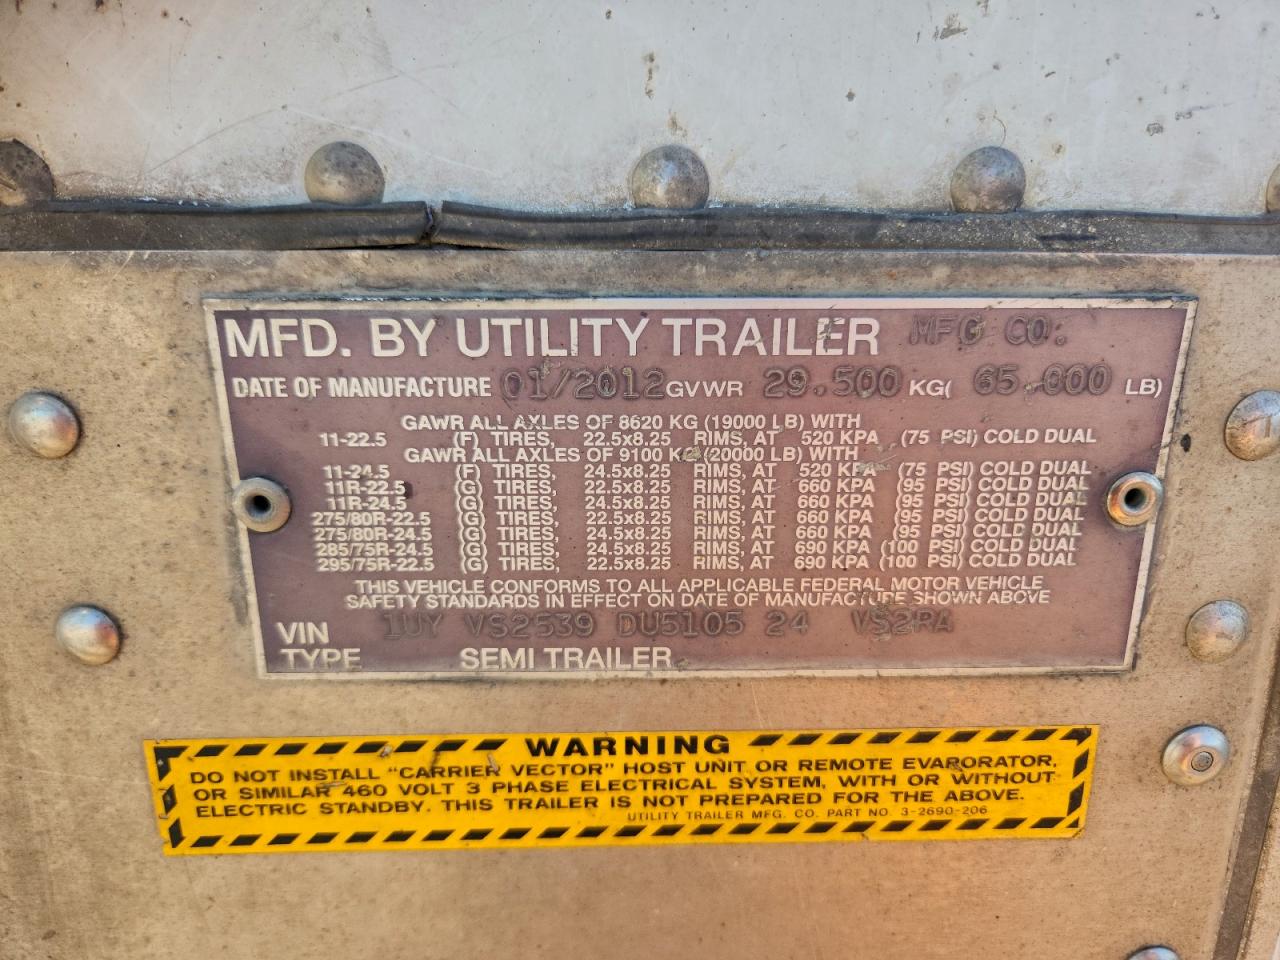 MFD. BY UTILITY TRAILER MFG CO.
DATE OF MANUFACTURE 01/2012 GVWR 29.500 KG( 65.000 LB)
GAWR ALL AXLES OF 8620 KG (19000 LB) WITH
11-22.5 (F) TIRES, 22.5x8.25 RIMS, AT 520 KPA (75 PSI) COLD DUAL
GAWR ALL AXLES OF 9100 KG (20000 LB) WITH
11-24.5 (F) TIRES, 24.5x8.25 RIMS, AT 520 KPA (75 PSI) COLD DUAL
11R-22.5 (G) TIRES, 22.5x8.25 RIMS, AT 660 KPA (95 PSI) COLD DUAL
11R-24.5 (G) TIRES, 24.5x8.25 RIMS, AT 660 KPA (95 PSI) COLD DUAL
275/80R-22.5 (G) TIRES, 22.5x8.25 RIMS, AT 660 KPA (95 PSI) COLD DUAL
275/80R-24.5 (G) TIRES, 24.5x8.25 RIMS, AT 660 KPA (95 PSI) COLD DUAL
285/75R-24.5 (G) TIRES, 24.5x8.25 RIMS, AT 690 KPA (100 PSI) COLD DUAL
295/75R-22.5 (G) TIRES, 22.5x8.25 RIMS, AT 690 KPA (100 PSI) COLD DUAL
THIS VEHICLE CONFORMS TO ALL APPLICABLE FEDERAL MOTOR VEHICLE
SAFETY STANDARDS IN EFFECT ON DATE OF MANUFACTURE SHOWN ABOVE
VIN 1UY VS2539 DU5105 24 VS2RA
TYPE SEMI TRAILER
WARNING
DO NOT INSTALL "CARRIER VECTOR" HOST UNIT OR REMOTE EVARORATOR,
OR SIMILAR 460 VOLT 3 PHASE ELECTRICAL SYSTEM, WITH OR WITHOUT
ELECTRIC STANDBY. THIS TRAILER IS NOT PREPARED FOR THE ABOVE.
UTILITY TRAILER MFG. CO. PART NO. 3-2690-206